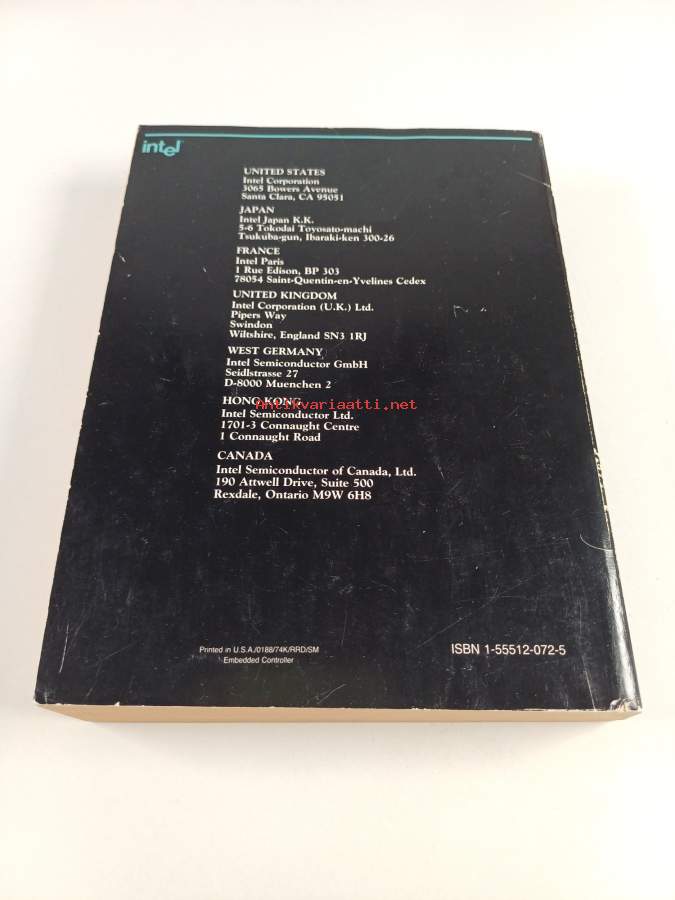 intel
UNITED STATES
Intel Corporation
3065 Bowers Avenue
Santa Clara, CA 95051
JAPAN
Intel Japan K.K.
5-6 Tokodai Toyosato-machi
Tsukuba-gun, Ibaraki-ken 300-26
FRANCE
Intel Paris
1 Rue Edison, BP 303
78054 Saint-Quentin-en-Yvelines Cedex
UNITED KINGDOM
Intel Corporation (U.K.) Ltd.
Pipers Way
Swindon
Wiltshire, England SN3 1RJ
WEST GERMANY
Intel Semiconductor GmbH
Seidlstrasse 27
D-8000 Muenchen 2
HONG KONG
Antikvariaatti.net
Intel Semiconductor Ltd.
1701-3 Connaught Centre
1 Connaught Road
CANADA
Intel Semiconductor of Canada, Ltd.
190 Attwell Drive, Suite 500
Rexdale, Ontario M9W 6H8
Printed in U.S.A./0188/74K/RRD/SM
Embedded Controller
ISBN 1-55512-072-5